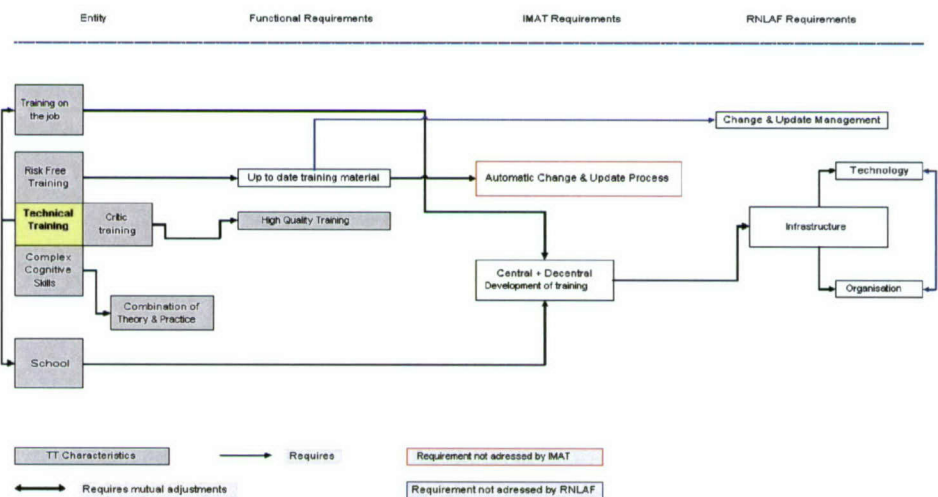 Entity
Functional Requirements
IMAT Requirements
RNLAF Requirements
Training on
the job
Change & Update Management
Risk Free
Training
Up to date training material
Automatic Change & Update Process
Technology
Technical
Training
Critic
training
High Quality Training
Infrastructure
Complex
Cognitive
Skills
Central + Decentral
Development of training
Organisation
Combination of
Theory & Practice
School
TT Characteristics
Requires
Requirement not adressed by IMAT
Requires mutual adjustments
Requirement not adressed by RNLAF